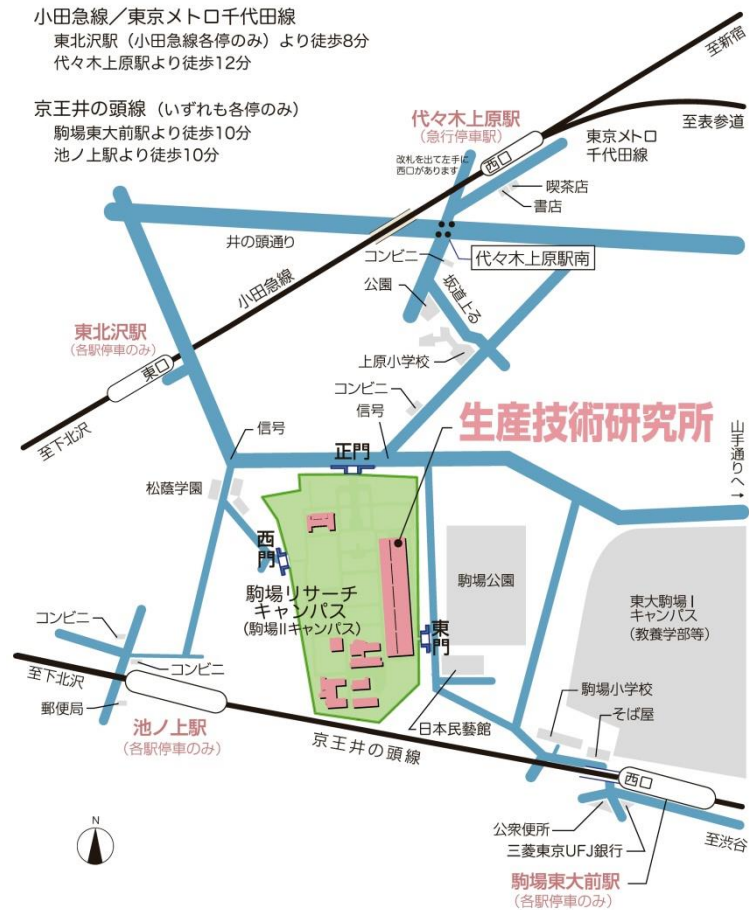 小田急線／東京メトロ千代田線
東北沢駅（小田急線各停のみ）より徒歩8分
代々木上原駅より徒歩12分
京王井の頭線（いずれも各停のみ）
駒場東大前駅より徒歩10分
池ノ上駅より徒歩10分
至新宿
代々木上原駅
（急行停車駅）
西口
東京メトロ
千代田線
至表参道
改札を出て左手に
西口があります
喫茶店
書店
井の頭通り
コンビニ
代々木上原駅南
小田急線
公園
坂道上る
東北沢駅
（各駅停車のみ）
東口
上原小学校
コンビニ
信号
至下北沢
信号
正門
生産技術研究所
山手通りへ→
松蔭学園
西門
駒場リサーチ
キャンパス
（駒場IIキャンパス）
駒場公園
東大駒場I
キャンパス
（教養学部等）
東門
コンビニ
コンビニ
至下北沢
郵便局
池ノ上駅
（各駅停車のみ）
京王井の頭線
日本民藝館
駒場小学校
そば屋
西口
N
公衆便所
三菱東京UFJ銀行
至渋谷
駒場東大前駅
（各駅停車のみ）